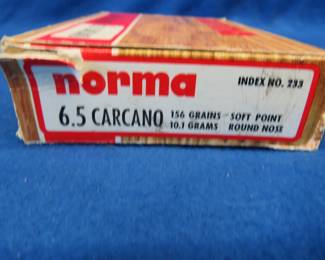 norma
INDEX NO. 233
6.5 CARCANO
156 GRAINS - SOFT POINT
10.1 GRAMS ROUND NOSE